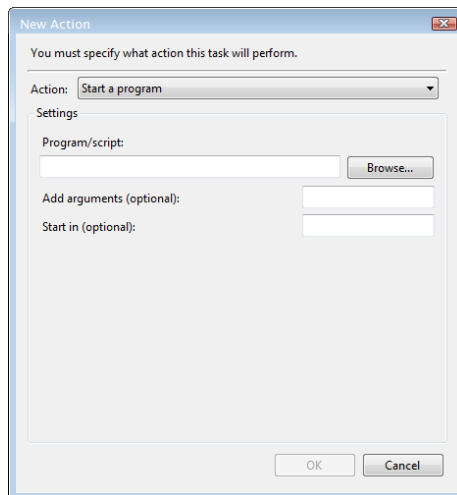 New Action
You must specify what action this task will perform.
Action: Start a program
Settings
Program/script:
Browse...
Add arguments (optional):
Start in (optional):
OK Cancel